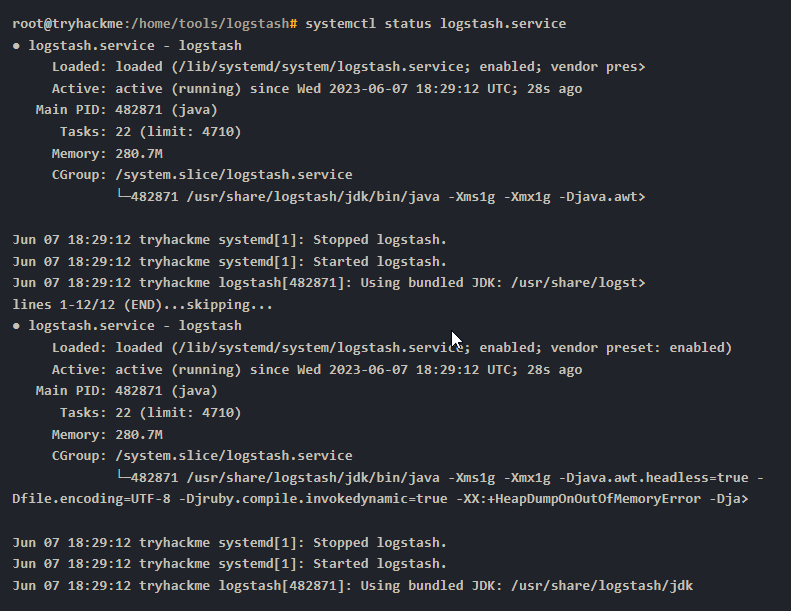 root@tryhackme:/home/tools/logstash# systemctl status logstash.service
● logstash.service - logstash
     Loaded: loaded (/lib/systemd/system/logstash.service; enabled; vendor pres>
     Active: active (running) since Wed 2023-06-07 18:29:12 UTC; 28s ago
   Main PID: 482871 (java)
      Tasks: 22 (limit: 4710)
     Memory: 280.7M
     CGroup: /system.slice/logstash.service
             └─482871 /usr/share/logstash/jdk/bin/java -Xms1g -Xmx1g -Djava.awt>

Jun 07 18:29:12 tryhackme systemd[1]: Stopped logstash.
Jun 07 18:29:12 tryhackme systemd[1]: Started logstash.
Jun 07 18:29:12 tryhackme logstash[482871]: Using bundled JDK: /usr/share/logst>
lines 1-12/12 (END)...skipping...
● logstash.service - logstash
     Loaded: loaded (/lib/systemd/system/logstash.service; enabled; vendor preset: enabled)
     Active: active (running) since Wed 2023-06-07 18:29:12 UTC; 28s ago
   Main PID: 482871 (java)
      Tasks: 22 (limit: 4710)
     Memory: 280.7M
     CGroup: /system.slice/logstash.service
             └─482871 /usr/share/logstash/jdk/bin/java -Xms1g -Xmx1g -Djava.awt.headless=true -
Dfile.encoding=UTF-8 -Djruby.compile.invokedynamic=true -XX:+HeapDumpOnOutOfMemoryError -Dja>

Jun 07 18:29:12 tryhackme systemd[1]: Stopped logstash.
Jun 07 18:29:12 tryhackme systemd[1]: Started logstash.
Jun 07 18:29:12 tryhackme logstash[482871]: Using bundled JDK: /usr/share/logstash/jdk